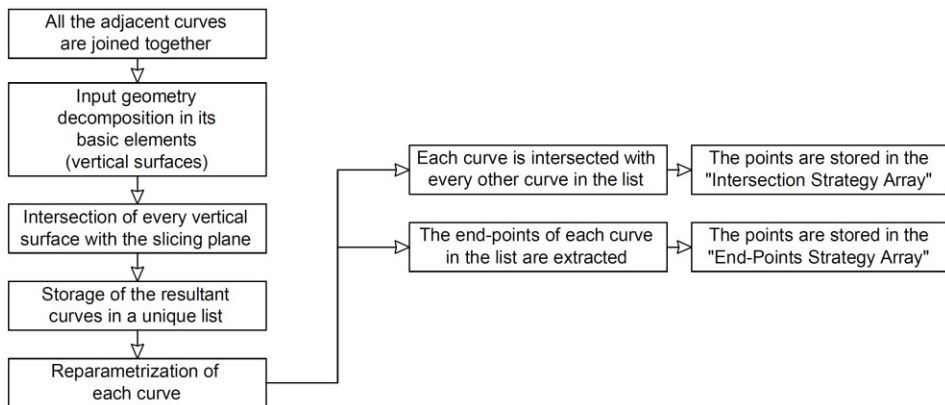 All the adjacent curves
are joined together
Input geometry
decomposition in its
basic elements
(vertical surfaces)
Intersection of every vertical
surface with the slicing plane
Storage of the resultant
curves in a unique list
Reparametrization of
each curve
Each curve is intersected with
every other curve in the list
The points are stored in the
"Intersection Strategy Array"
The end-points of each curve
in the list are extracted
The points are stored in the
"End-Points Strategy Array"